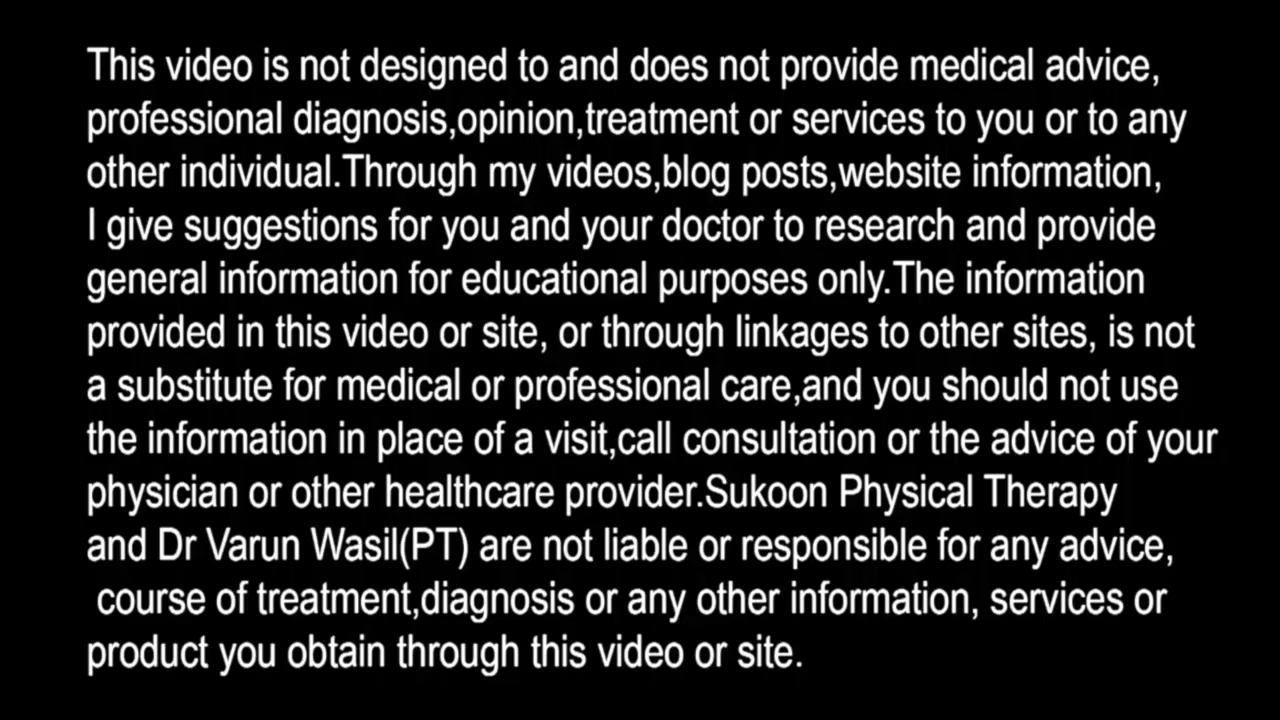 This video is not designed to and does not provide medical advice,
professional diagnosis,opinion,treatment or services to you or to any
other individual.Through my videos,blog posts,website information,
I give suggestions for you and your doctor to research and provide
general information for educational purposes only.The information
provided in this video or site, or through linkages to other sites, is not
a substitute for medical or professional care,and you should not use
the information in place of a visit,call consultation or the advice of your
physician or other healthcare provider.Sukoon Physical Therapy
and Dr Varun Wasil(PT) are not liable or responsible for any advice,
course of treatment,diagnosis or any other information, services or
product you obtain through this video or site.